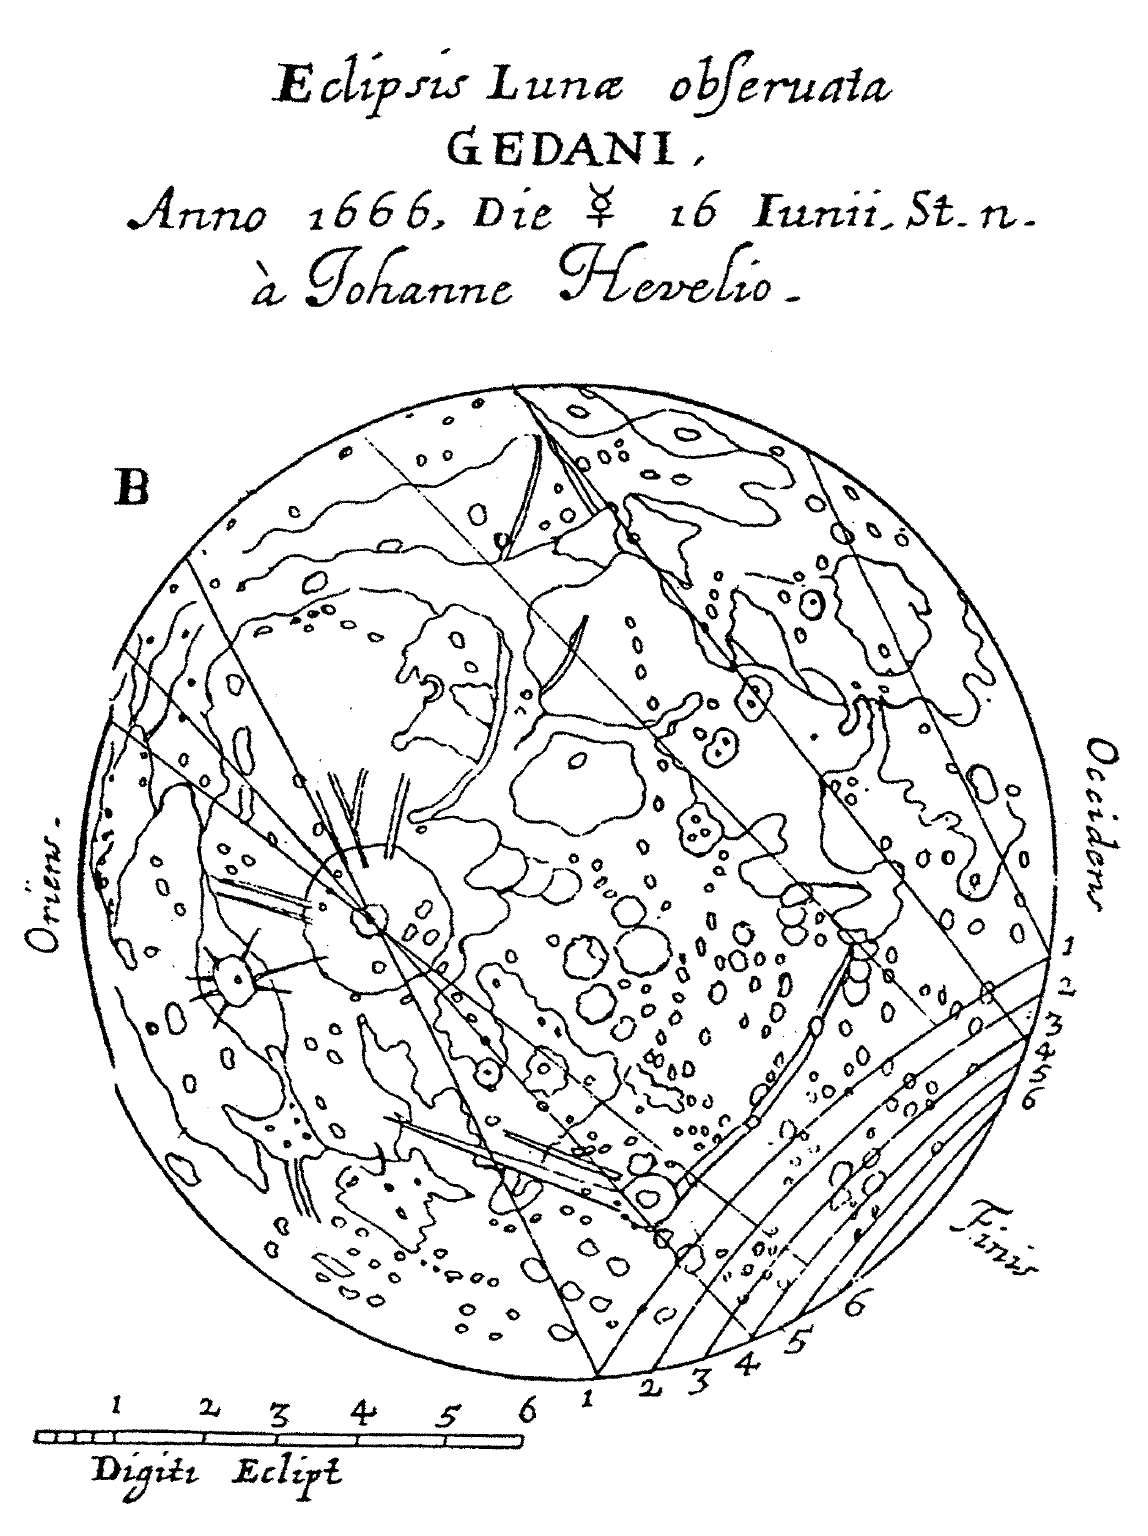 Eclipsis Lunæ obſeruata
GEDANI,
Anno 1666, Die ☿ 16 Iunii, St. n.
à Johanne Hevelio.
B
Oriens.
Occidens
1
2
3
4
5
6
Finis
6
5
4
3
2
1
1 2 3 4 5 6
Digiti Eclipt